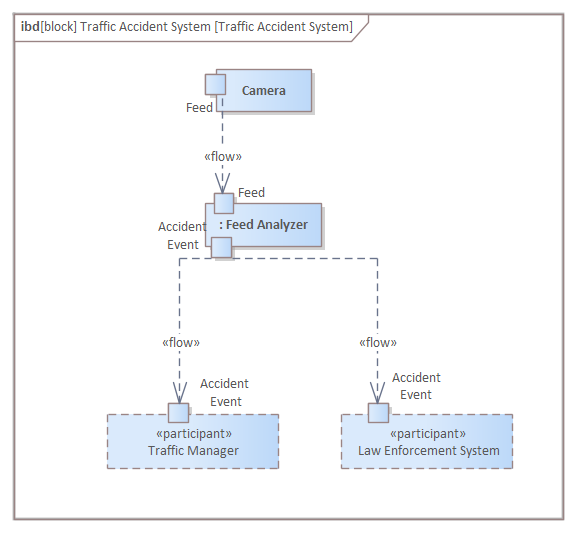 ibd[block] Traffic Accident System [Traffic Accident System]
Camera
Feed
«flow»
Feed
: Feed Analyzer
Accident
Event
«flow»
«flow»
Accident
Event
Accident
Event
«participant»
Traffic Manager
«participant»
Law Enforcement System